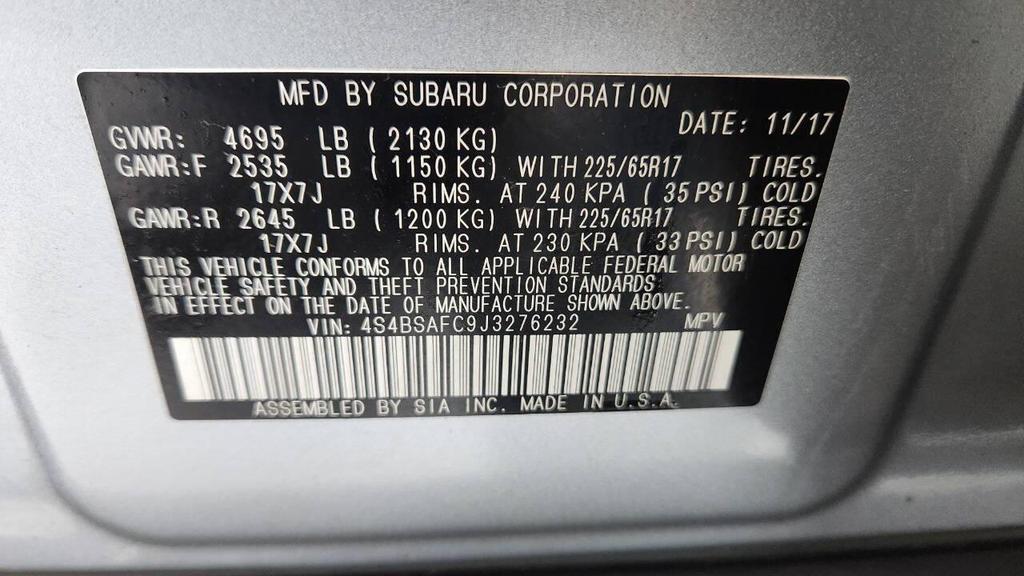 MFD BY SUBARU CORPORATION
DATE: 11/17
GVWR: 4695 LB ( 2130 KG)
GAWR:F 2535 LB ( 1150 KG) WITH 225/65R17 TIRES.
17X7J RIMS. AT 240 KPA ( 35 PSI) COLD
GAWR:R 2645 LB ( 1200 KG) WITH 225/65R17 TIRES.
17X7J RIMS. AT 230 KPA ( 33 PSI) COLD
THIS VEHICLE CONFORMS TO ALL APPLICABLE FEDERAL MOTOR
VEHICLE SAFETY AND THEFT PREVENTION STANDARDS
IN EFFECT ON THE DATE OF MANUFACTURE SHOWN ABOVE.
VIN: 4S4BSAFC9J3276232 MPV
ASSEMBLED BY SIA INC. MADE IN U.S.A.